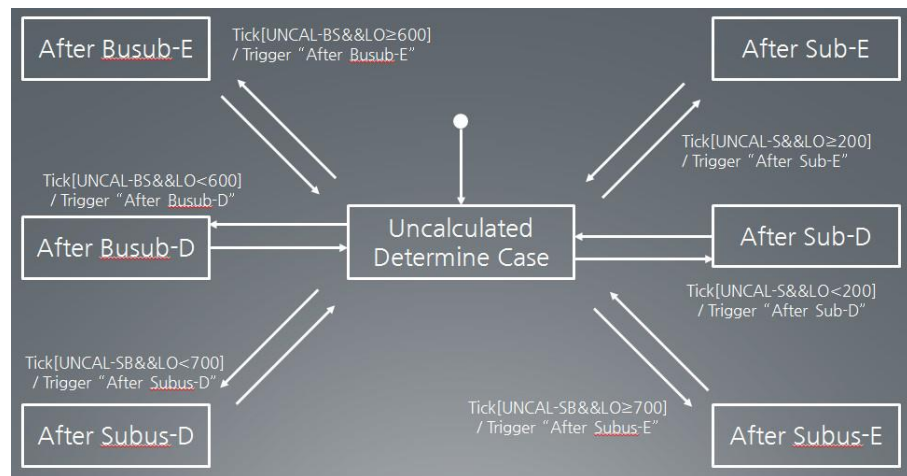 After Busub-E
Tick[UNCAL-BS&&LO≥600]
/ Trigger “After Busub-E”
After Sub-E
Tick[UNCAL-S&&LO≥200]
/ Trigger “After Sub-E”
Tick[UNCAL-BS&&LO<600]
/ Trigger “After Busub-D”
After Busub-D
Uncalculated
Determine Case
After Sub-D
Tick[UNCAL-S&&LO<200]
/ Trigger “After Sub-D”
Tick[UNCAL-SB&&LO<700]
/ Trigger “After Subus-D”
After Subus-D
Tick[UNCAL-SB&&LO≥700]
/ Trigger “After Subus-E”
After Subus-E